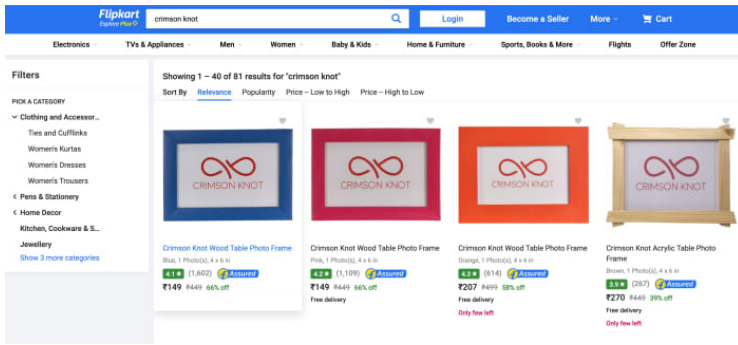 Flipkart
Explore Plus
crimson knot
Login
Become a Seller
More
Cart
Electronics
TVs & Appliances
Men
Women
Baby & Kids
Home & Furniture
Sports, Books & More
Flights
Offer Zone
Filters
PICK A CATEGORY
Clothing and Accessor...
Ties and Cufflinks
Women's Kurtas
Women's Dresses
Women's Trousers
Pens & Stationery
Home Decor
Kitchen, Cookware & S...
Jewellery
Show 3 more categories
Showing 1 – 40 of 81 results for "crimson knot"
Sort By Relevance Popularity Price -- Low to High Price -- High to Low
CRIMSON KNOT
Crimson Knot Wood Table Photo Frame
Blue, 1 Photo(s), 4 x 6 in
4.1 ★ (1,602) Assured
₹149 ₹449 66% off
CRIMSON KNOT
Crimson Knot Wood Table Photo Frame
Pink, 1 Photo(s), 4 x 6 in
4.2 ★ (1,109) Assured
₹149 ₹449 66% off
Free delivery
CRIMSON KNOT
Crimson Knot Wood Table Photo Frame
Orange, 1 Photo(s), 4 x 6 in
4.3 ★ (614) Assured
₹207 ₹499 58% off
Free delivery
Only few left
CRIMSON KNOT
Crimson Knot Acrylic Table Photo
Frame
Brown, 1 Photo(s), 4 x 6 in
3.9 ★ (267) Assured
₹270 ₹449 39% off
Free delivery
Only few left